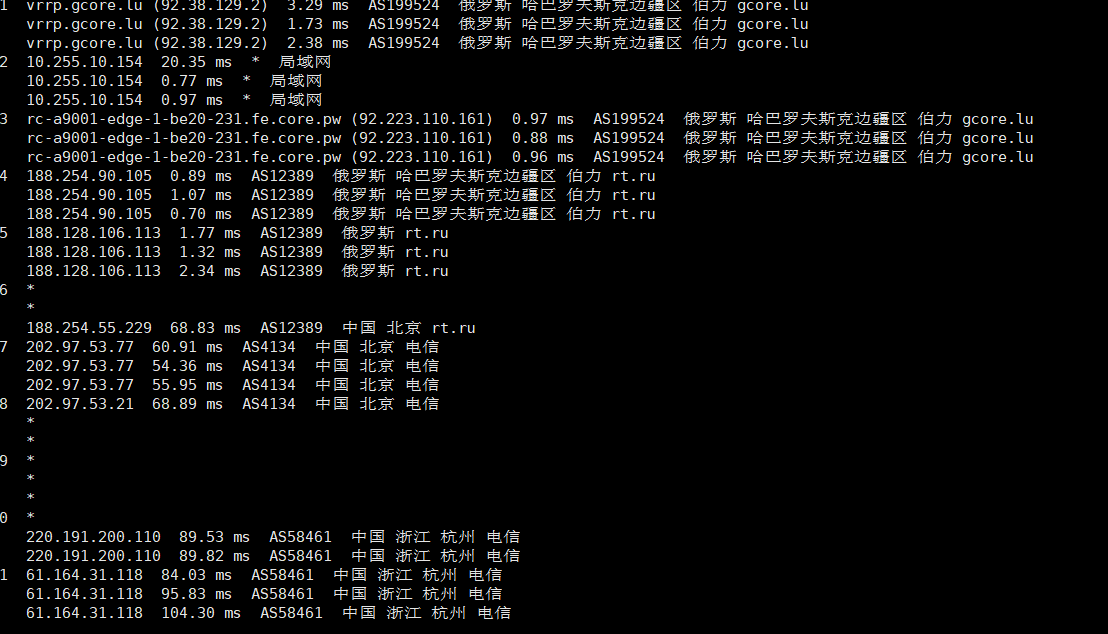 1  vrrp.gcore.lu (92.38.129.2)  3.29 ms  AS199524  俄罗斯 哈巴罗夫斯克边疆区 伯力 gcore.lu
vrrp.gcore.lu (92.38.129.2)  1.73 ms  AS199524  俄罗斯 哈巴罗夫斯克边疆区 伯力 gcore.lu
vrrp.gcore.lu (92.38.129.2)  2.38 ms  AS199524  俄罗斯 哈巴罗夫斯克边疆区 伯力 gcore.lu
2  10.255.10.154  20.35 ms  *  局域网
10.255.10.154  0.77 ms  *  局域网
10.255.10.154  0.97 ms  *  局域网
3  rc-a9001-edge-1-be20-231.fe.core.pw (92.223.110.161)  0.97 ms  AS199524  俄罗斯 哈巴罗夫斯克边疆区 伯力 gcore.lu
rc-a9001-edge-1-be20-231.fe.core.pw (92.223.110.161)  0.88 ms  AS199524  俄罗斯 哈巴罗夫斯克边疆区 伯力 gcore.lu
rc-a9001-edge-1-be20-231.fe.core.pw (92.223.110.161)  0.96 ms  AS199524  俄罗斯 哈巴罗夫斯克边疆区 伯力 gcore.lu
4  188.254.90.105  0.89 ms  AS12389  俄罗斯 哈巴罗夫斯克边疆区 伯力 rt.ru
188.254.90.105  1.07 ms  AS12389  俄罗斯 哈巴罗夫斯克边疆区 伯力 rt.ru
188.254.90.105  0.70 ms  AS12389  俄罗斯 哈巴罗夫斯克边疆区 伯力 rt.ru
5  188.128.106.113  1.77 ms  AS12389  俄罗斯 rt.ru
188.128.106.113  1.32 ms  AS12389  俄罗斯 rt.ru
188.128.106.113  2.34 ms  AS12389  俄罗斯 rt.ru
6  *
*
188.254.55.229  68.83 ms  AS12389  中国 北京 rt.ru
7  202.97.53.77  60.91 ms  AS4134  中国 北京 电信
202.97.53.77  54.36 ms  AS4134  中国 北京 电信
202.97.53.77  55.95 ms  AS4134  中国 北京 电信
8  202.97.53.21  68.89 ms  AS4134  中国 北京 电信
*
*
9  *
*
*
0  *
220.191.200.110  89.53 ms  AS58461  中国 浙江 杭州 电信
220.191.200.110  89.82 ms  AS58461  中国 浙江 杭州 电信
1  61.164.31.118  84.03 ms  AS58461  中国 浙江 杭州 电信
61.164.31.118  95.83 ms  AS58461  中国 浙江 杭州 电信
61.164.31.118  104.30 ms  AS58461  中国 浙江 杭州 电信